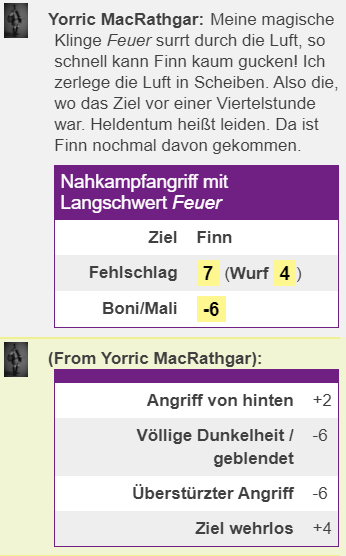 Yorric MacRathgar: Meine magische
Klinge Feuer surrt durch die Luft, so
schnell kann Finn kaum gucken! Ich
zerlege die Luft in Scheiben. Also die,
wo das Ziel vor einer Viertelstunde
war. Heldentum heißt leiden. Da ist
Finn nochmal davon gekommen.
Nahkampfangriff mit
Langschwert Feuer
Ziel Finn
Fehlschlag 7 (Wurf 4 )
Boni/Mali -6
(From Yorric MacRathgar):
Angriff von hinten +2
Völlige Dunkelheit / -6
geblendet
Überstürzter Angriff -6
Ziel wehrlos +4